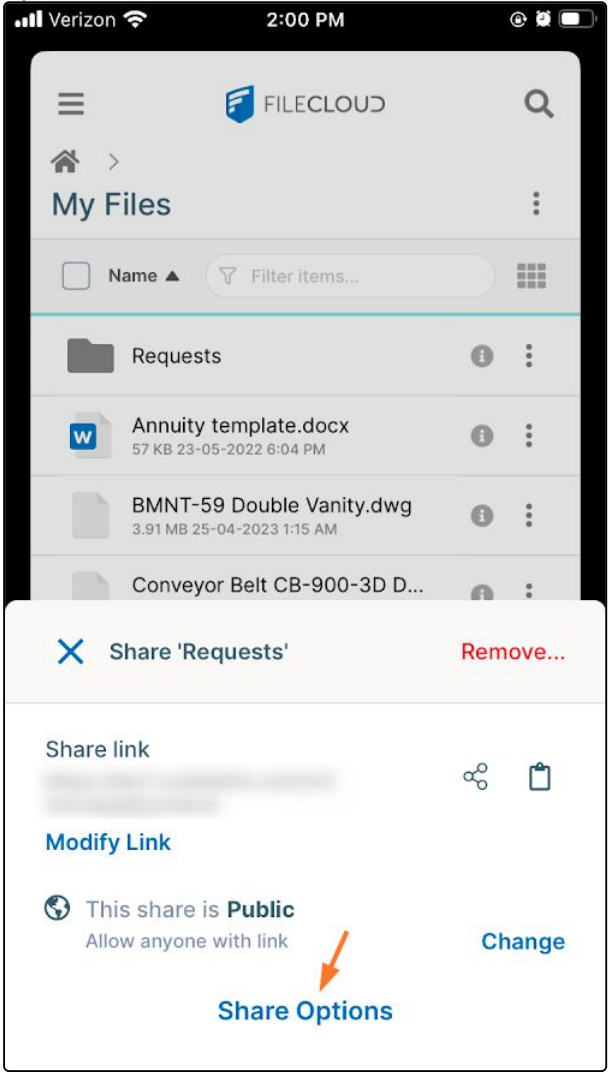 Verizon 2:00 PM
FILECLOUD
My Files
Name ▲ Filter items...
Requests
W Annuity template.docx
57 KB 23-05-2022 6:04 PM
BMNT-59 Double Vanity.dwg
3.91 MB 25-04-2023 1:15 AM
Conveyor Belt CB-900-3D D...
Share 'Requests' Remove...
Share link
Modify Link
This share is Public
Allow anyone with link
Change
Share Options